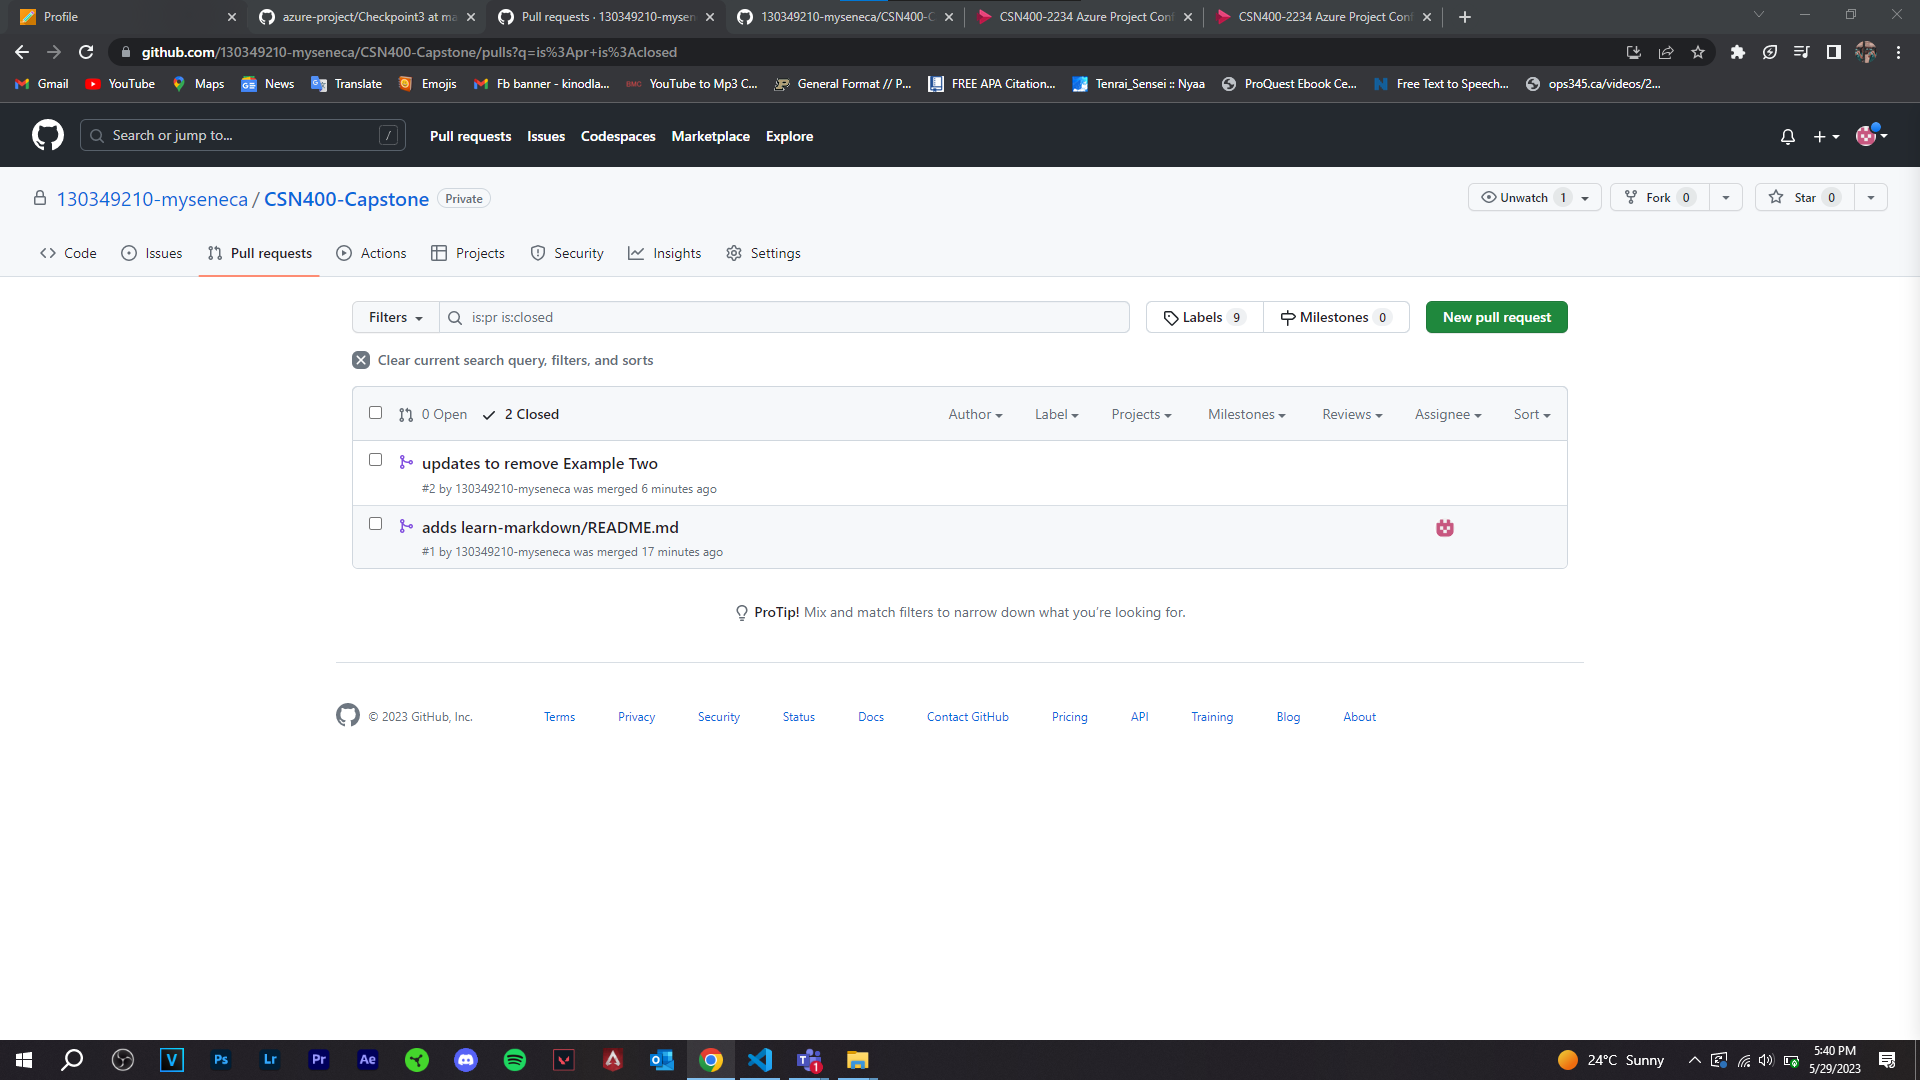 Profile
azure-project/Checkpoint3 at ma
Pull requests · 130349210-mysen
130349210-myseneca/CSN400-C
CSN400-2234 Azure Project Conf
CSN400-2234 Azure Project Conf
github.com/130349210-myseneca/CSN400-Capstone/pulls?q=is%3Apr+is%3Aclosed
Gmail
YouTube
Maps
News
Translate
Emojis
Fb banner - kinodla...
YouTube to Mp3 C...
General Format // P...
FREE APA Citation...
Tenrai_Sensei :: Nyaa
ProQuest Ebook Ce...
Free Text to Speech...
ops345.ca/videos/2...
Search or jump to...
/
Pull requests
Issues
Codespaces
Marketplace
Explore
130349210-myseneca / CSN400-Capstone
Private
Unwatch 1
Fork 0
Star 0
Code
Issues
Pull requests
Actions
Projects
Security
Insights
Settings
Filters
is:pr is:closed
Labels 9
Milestones 0
New pull request
Clear current search query, filters, and sorts
0 Open
2 Closed
Author
Label
Projects
Milestones
Reviews
Assignee
Sort
updates to remove Example Two
#2 by 130349210-myseneca was merged 6 minutes ago
adds learn-markdown/README.md
#1 by 130349210-myseneca was merged 17 minutes ago
ProTip! Mix and match filters to narrow down what you're looking for.
© 2023 GitHub, Inc.
Terms
Privacy
Security
Status
Docs
Contact GitHub
Pricing
API
Training
Blog
About
V
Ps
Lr
Pr
Ae
1
24°C Sunny
5:40 PM
5/29/2023